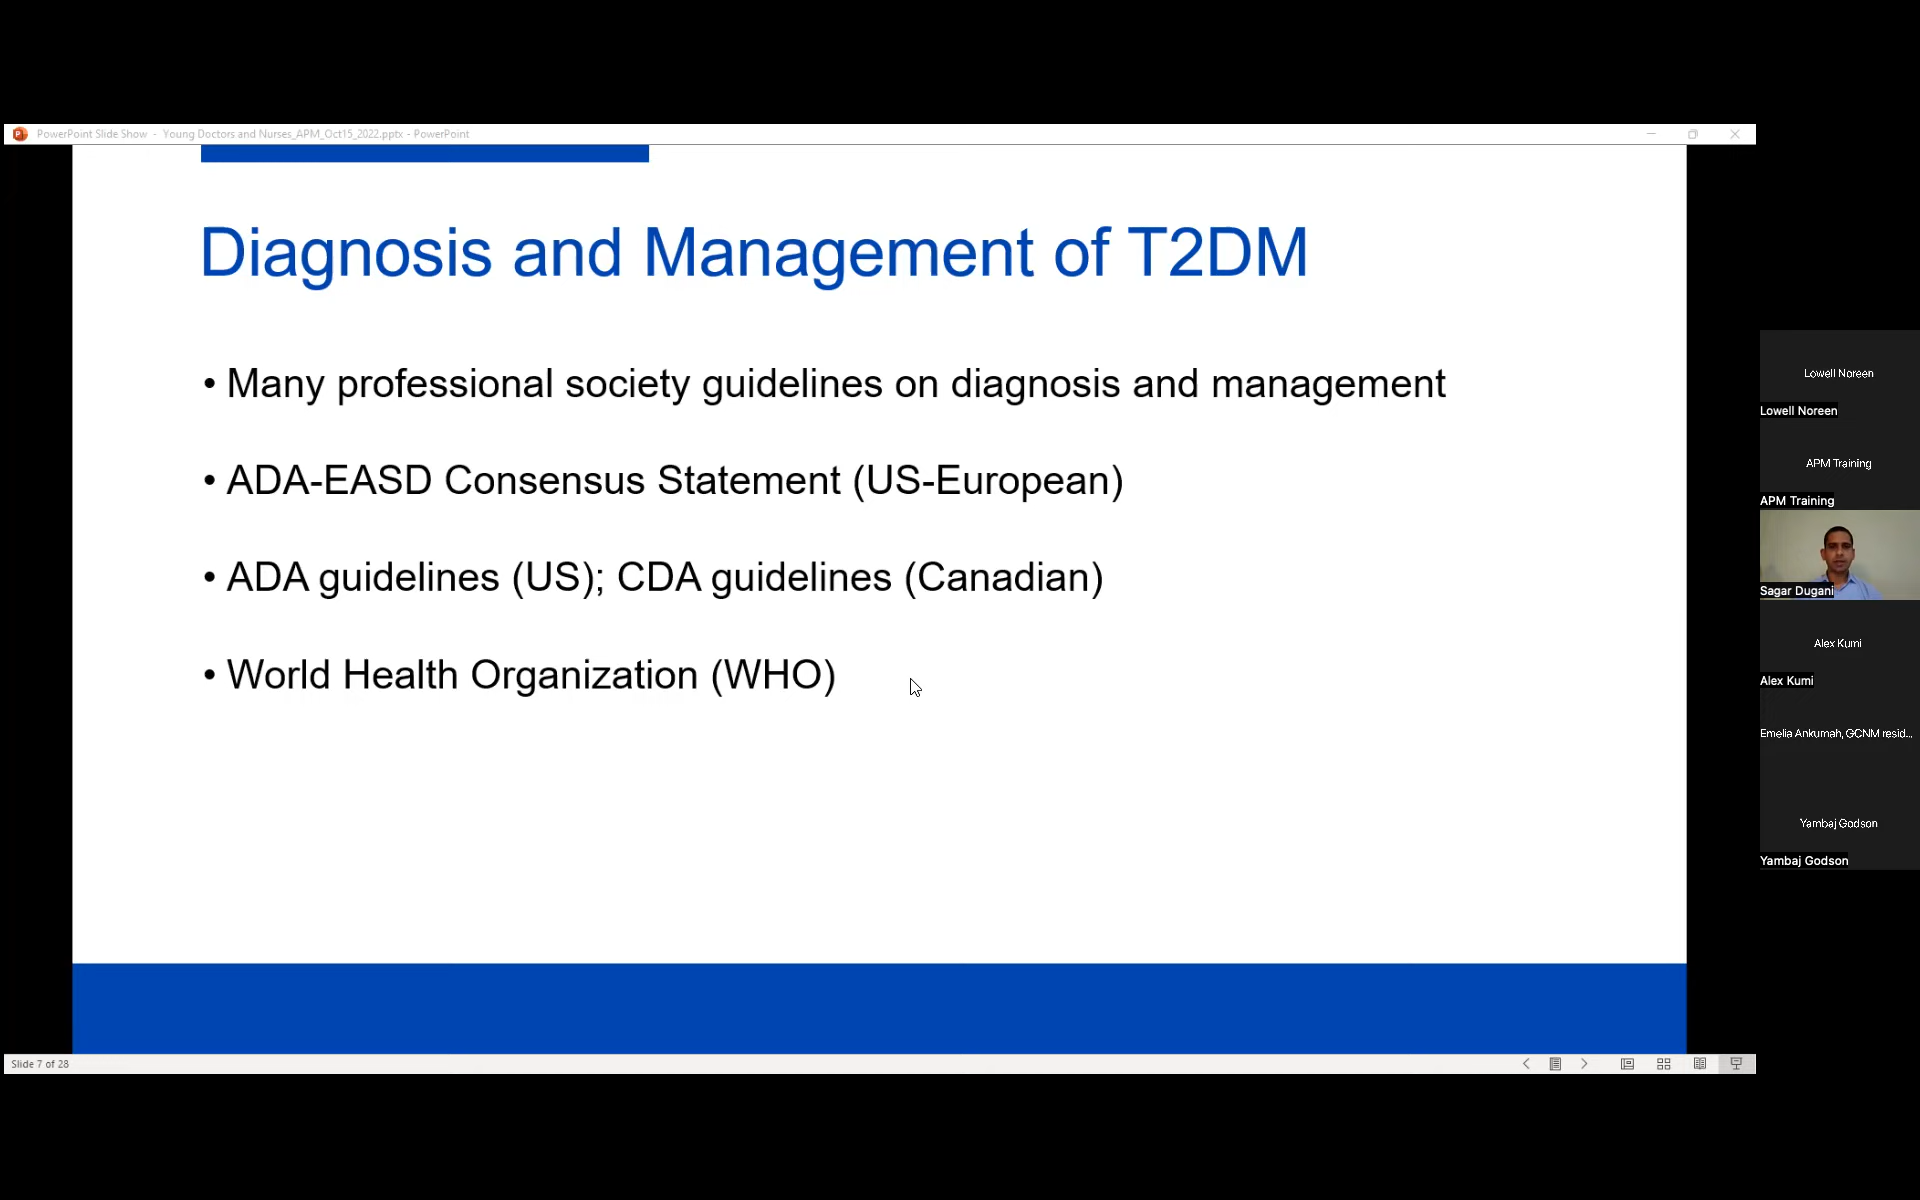 PowerPoint Slide Show - Young Doctors and Nurses_APM_Oct15_2022.pptx - PowerPoint
Diagnosis and Management of T2DM
• Many professional society guidelines on diagnosis and management
• ADA-EASD Consensus Statement (US-European)
• ADA guidelines (US); CDA guidelines (Canadian)
• World Health Organization (WHO)
Slide 7 of 28
Lowell Noreen
Lowell Noreen
APM Training
APM Training
Sagar Dugani
Alex Kumi
Alex Kumi
Emelia Ankumah, GCNM resid...
Yambaj Godson
Yambaj Godson